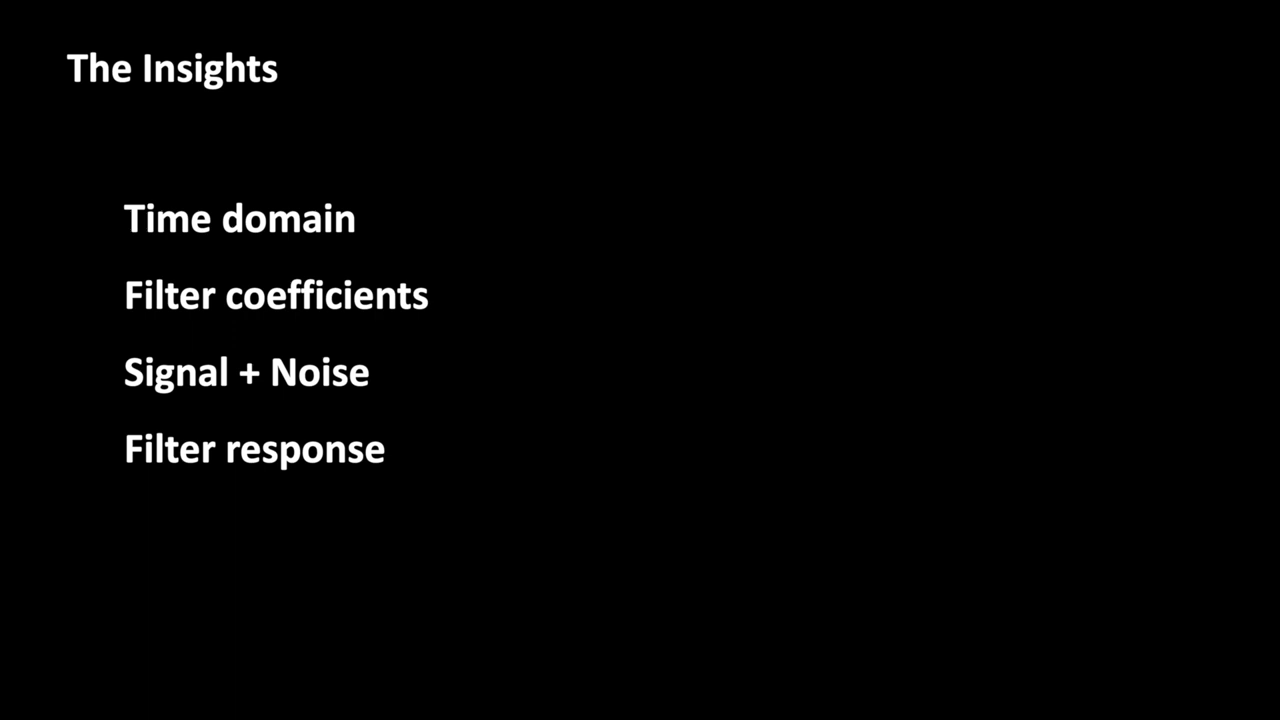 The Insights
Time domain
Filter coefficients
Signal + Noise
Filter response